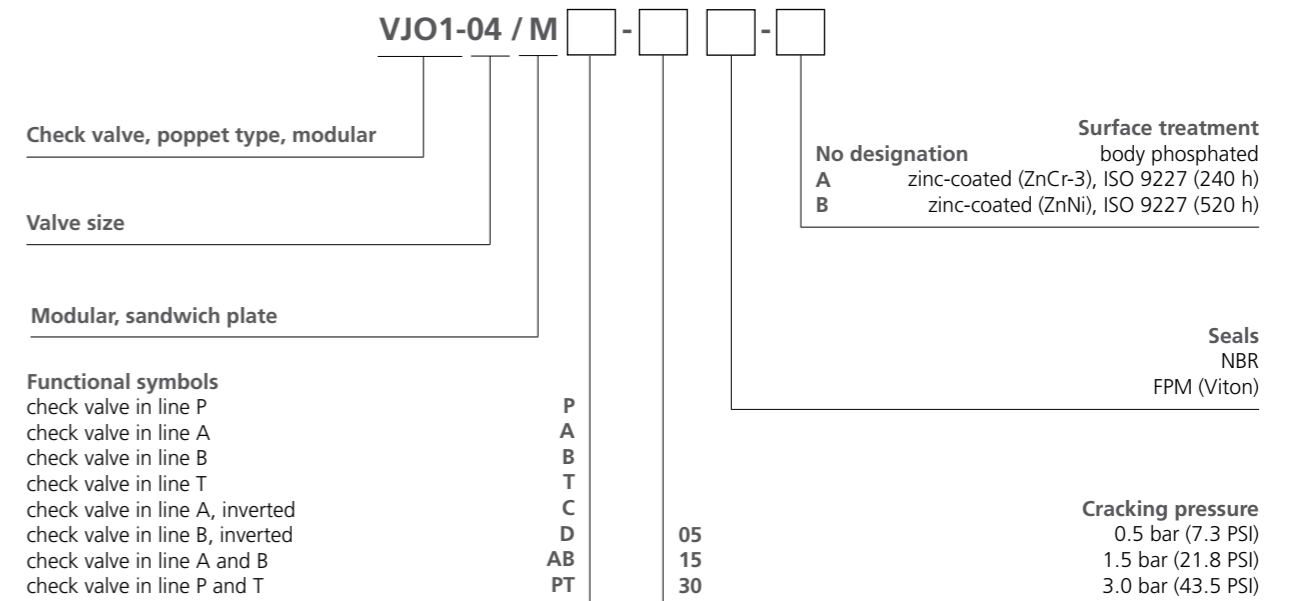 VJO1-04 / M - -
Check valve, poppet type, modular
Valve size
Modular, sandwich plate
Surface treatment
No designation body phosphated
A zinc-coated (ZnCr-3), ISO 9227 (240 h)
B zinc-coated (ZnNi), ISO 9227 (520 h)
Seals
NBR
FPM (Viton)
Functional symbols
check valve in line P P
check valve in line A A
check valve in line B B
check valve in line T T
check valve in line A, inverted C
check valve in line B, inverted D
check valve in line A and B AB
check valve in line P and T PT
Cracking pressure
05 0.5 bar (7.3 PSI)
15 1.5 bar (21.8 PSI)
30 3.0 bar (43.5 PSI)